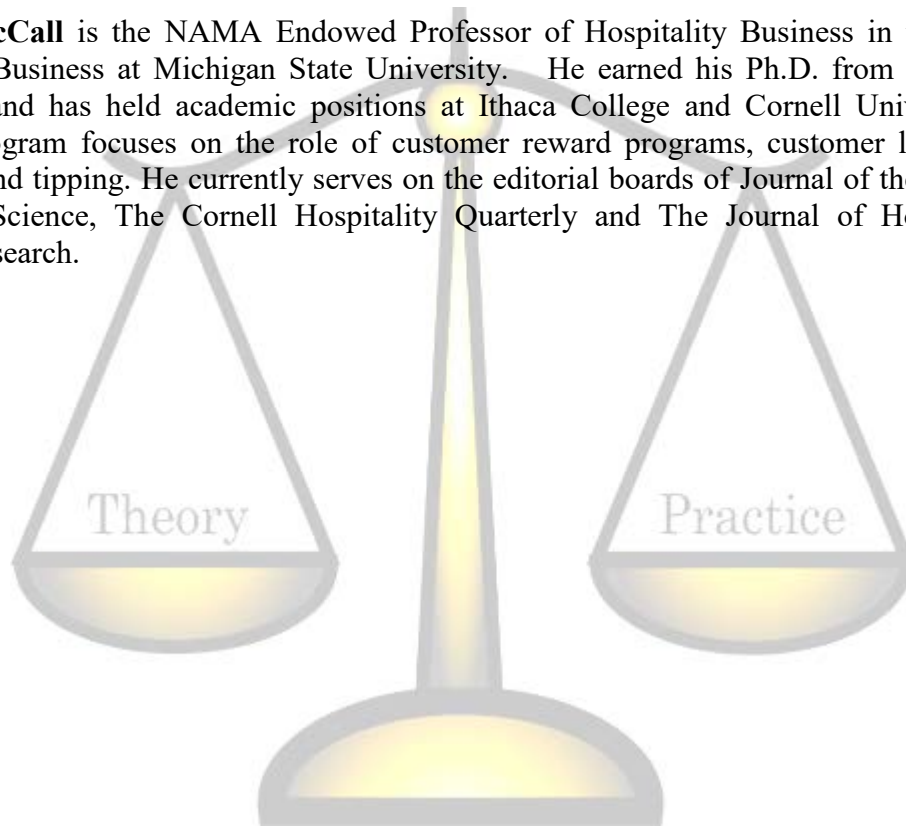 cCall is the NAMA Endowed Professor of Hospitality Business in
Business at Michigan State University. He earned his Ph.D. from
and has held academic positions at Ithaca College and Cornell Univ
gram focuses on the role of customer reward programs, customer l
nd tipping. He currently serves on the editorial boards of Journal of the
Science, The Cornell Hospitality Quarterly and The Journal of Ho
search.
Theory
Practice